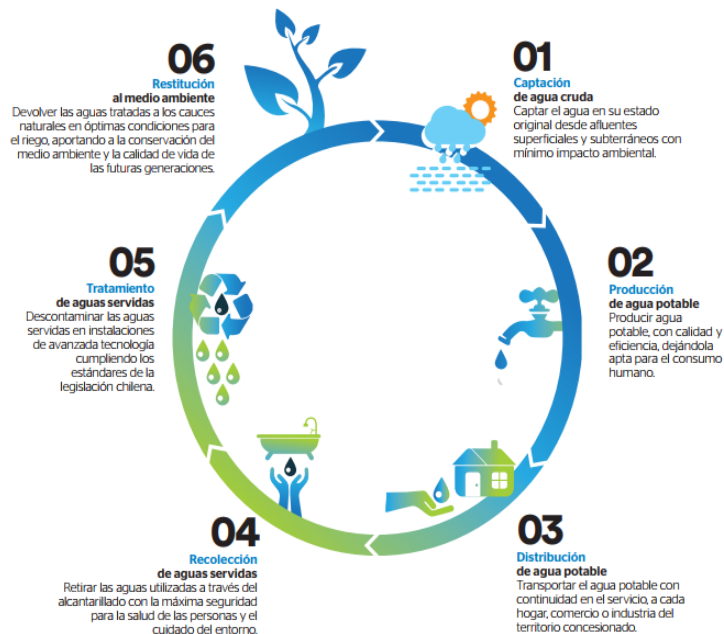 01
Captación
de agua cruda
Captar el agua en su estado
original desde afluentes
superficiales y subterráneos con
mínimo impacto ambiental.
02
Producción
de agua potable
Producir agua
potable, con calidad y
eficiencia, dejándola
apta para el consumo
humano.
03
Distribución
de agua potable
Transportar el agua potable con
continuidad en el servicio, a cada
hogar, comercio o industria del
territorio concesionado.
04
Recolección
de aguas servidas
Retirar las aguas utilizadas a través del
alcantarillado con la máxima seguridad
para la salud de las personas y el
cuidado del entorno.
05
Tratamiento
de aguas servidas
Descontaminar las aguas
servidas en instalaciones
de avanzada tecnología
cumpliendo los
estándares de la
legislación chilena.
06
Restitución
al medio ambiente
Devolver las aguas tratadas a los cauces
naturales en óptimas condiciones para
el riego, aportando a la conservación del
medio ambiente y la calidad de vida de
las futuras generaciones.